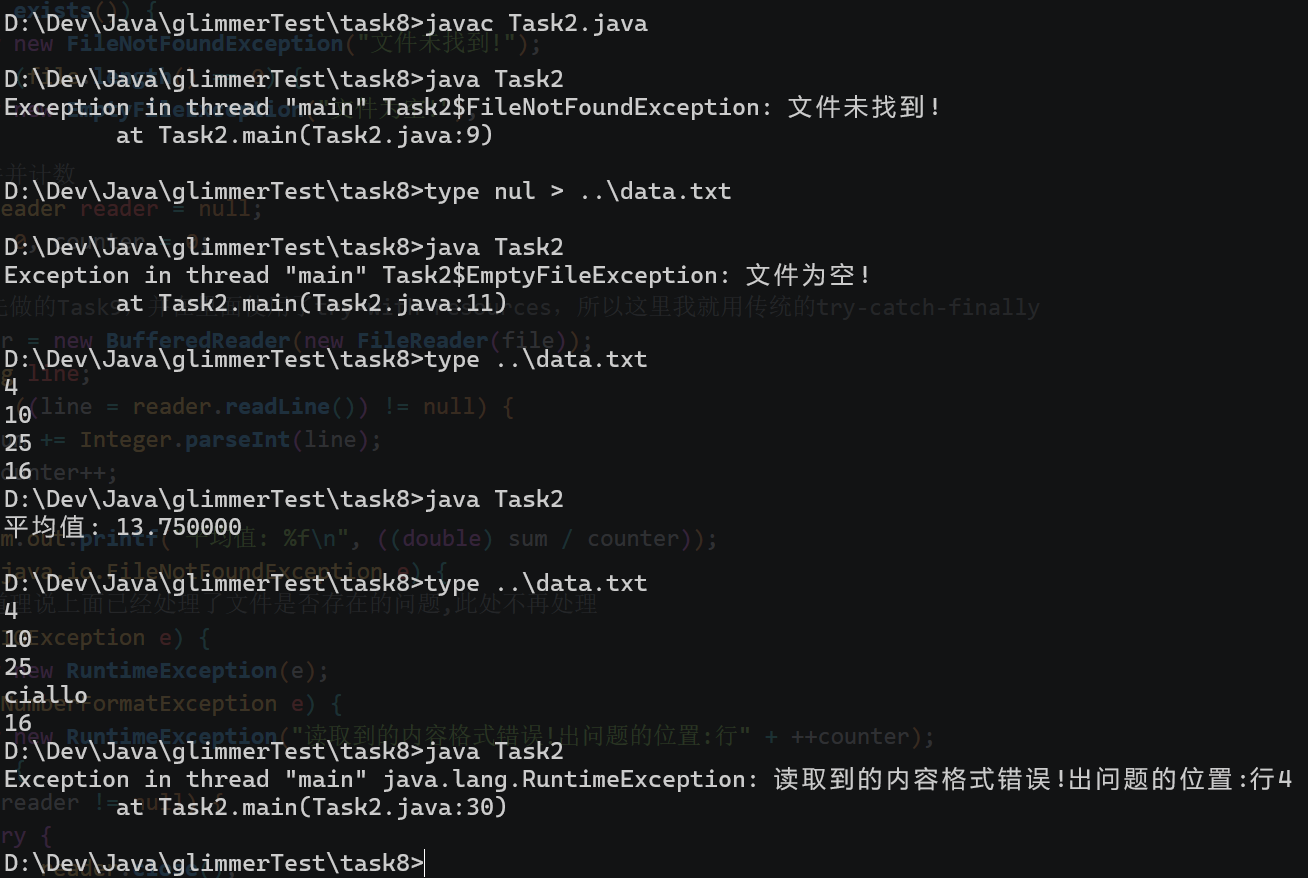 D:\Dev\Java\glimmerTest\task8>javac Task2.java
D:\Dev\Java\glimmerTest\task8>java Task2
Exception in thread "main" Task2$FileNotFoundException: 文件未找到!
at Task2.main(Task2.java:9)
D:\Dev\Java\glimmerTest\task8>type nul > ..\data.txt
D:\Dev\Java\glimmerTest\task8>java Task2
Exception in thread "main" Task2$EmptyFileException: 文件为空!
at Task2.main(Task2.java:11)
D:\Dev\Java\glimmerTest\task8>type ..\data.txt
4
10
25
16
D:\Dev\Java\glimmerTest\task8>java Task2
平均值: 13.750000
D:\Dev\Java\glimmerTest\task8>type ..\data.txt
4
10
25
ciallo
16
D:\Dev\Java\glimmerTest\task8>java Task2
Exception in thread "main" java.lang.RuntimeException: 读取到的内容格式错误!出问题的位置:行4
at Task2.main(Task2.java:30)
D:\Dev\Java\glimmerTest\task8>